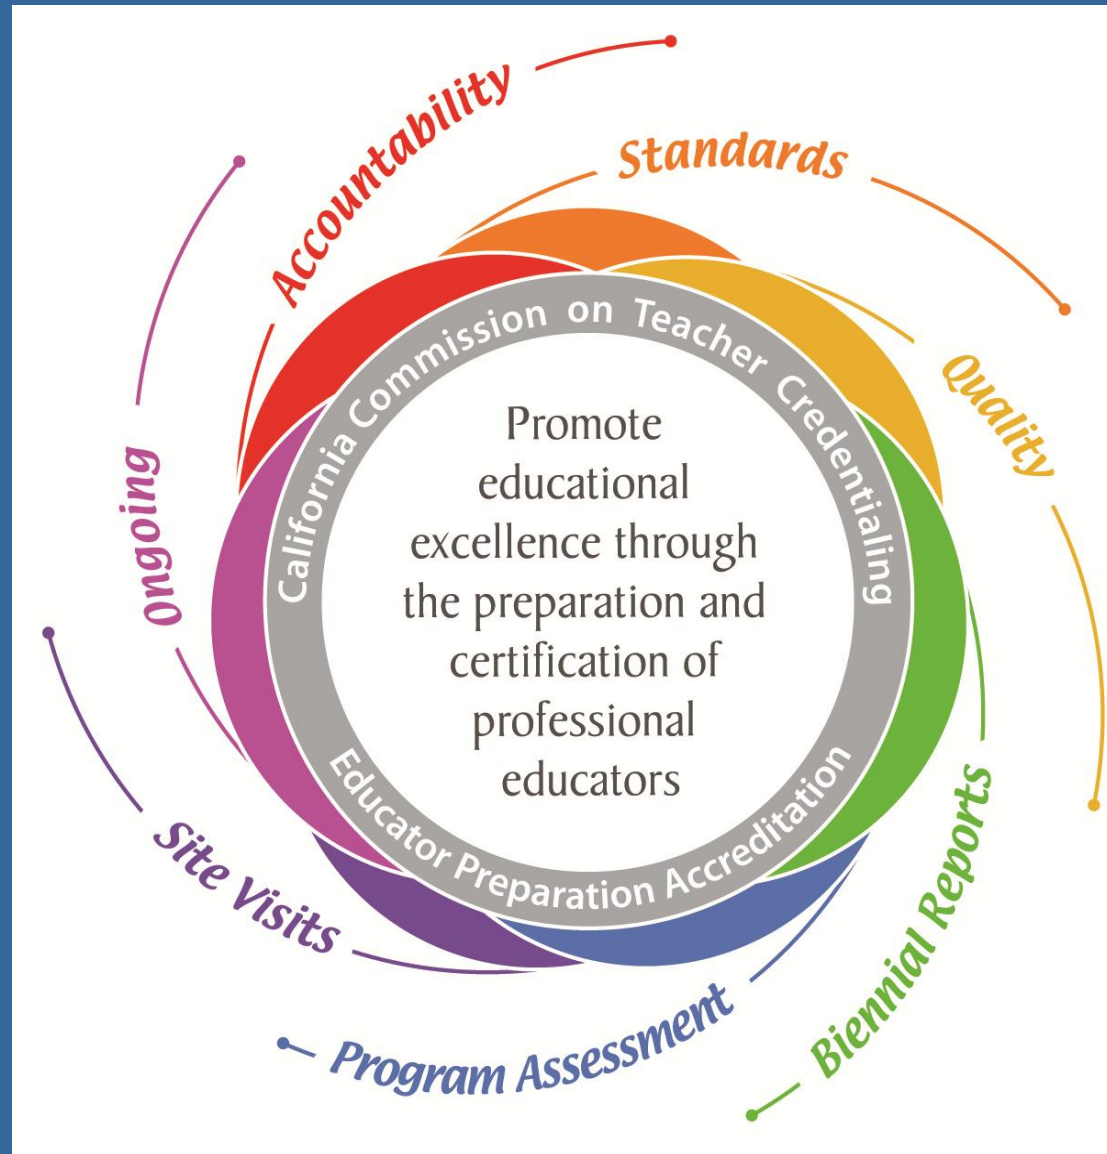 Accountability
Standards
Quality
Biennial Reports
Program Assessment
Site Visits
Ongoing
California Commission on Teacher Credentialing
Educator Preparation Accreditation
Promote
educational
excellence through
the preparation and
certification of
professional
educators